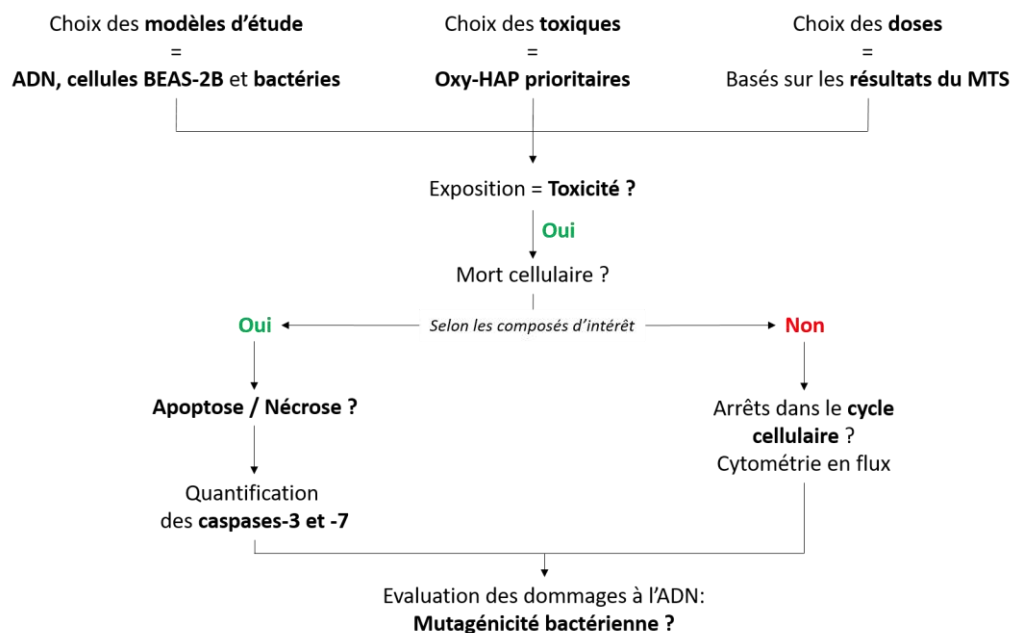 Choix des modèles d'étude
=
ADN, cellules BEAS-2B et bactéries
Choix des toxiques
=
Oxy-HAP prioritaires
Choix des doses
=
Basés sur les résultats du MTS
Exposition = Toxicité ?
Oui
Mort cellulaire ?
Oui
Selon les composés d'intérêt
Non
Apoptose / Nécrose ?
Arrêts dans le cycle
cellulaire ?
Cytométrie en flux
Quantification
des caspases-3 et -7
Evaluation des dommages à l'ADN:
Mutagénicité bactérienne ?